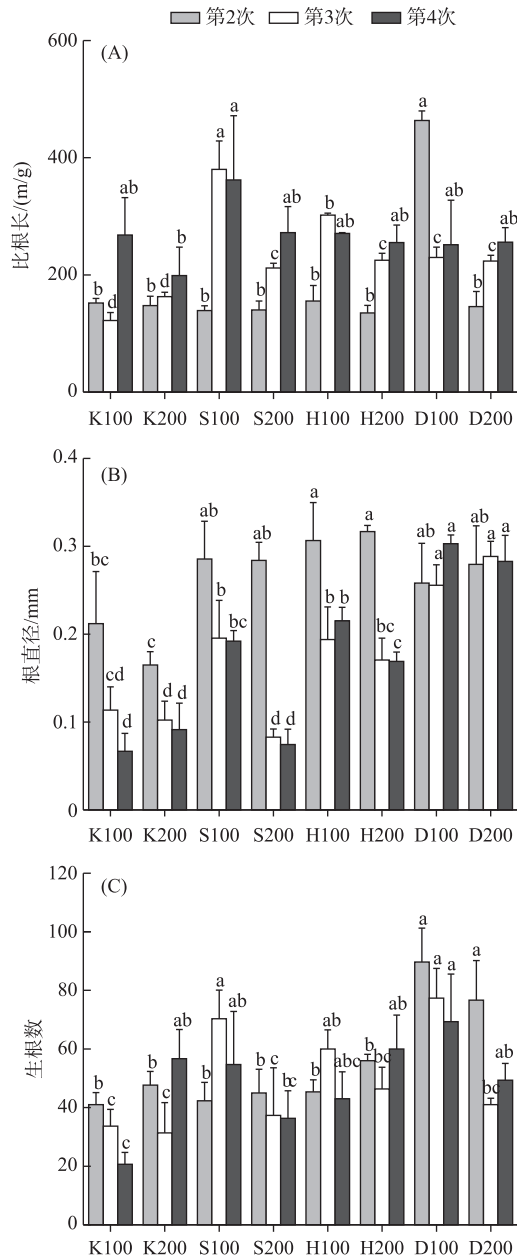 第2次 第3次 第4次
(A)
比根长/(m/g)
600
400
200
0
b d ab b d b b a a b c ab b b ab b c ab a c ab b c ab
K100 K200 S100 S200 H100 H200 D100 D200
(B)
根直径/mm
0.4
0.3
0.2
0.1
0
bc cd d c d d ab b bc ab d d a b b a bc c ab a a ab a a
K100 K200 S100 S200 H100 H200 D100 D200
(C)
生根数
120
100
80
60
40
20
0
b c c b c ab b a ab b c bc b b abc b bc ab a a a a bc ab
K100 K200 S100 S200 H100 H200 D100 D200